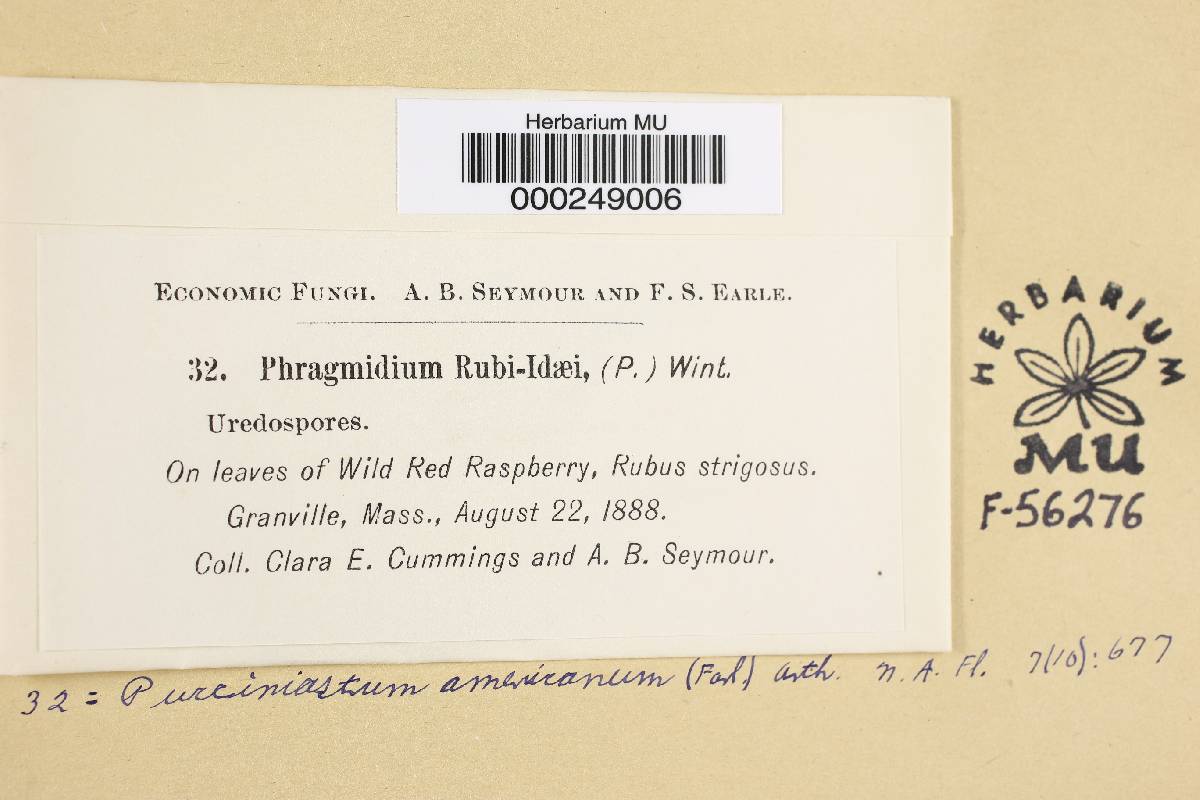 Herbarium MU
000249006
ECONOMIC FUNGI. A. B. SEYMOUR AND F. S. EARLE.
32. Phragmidium Rubi-Idæi, (P.) Wint.
Uredospores.
On leaves of Wild Red Raspberry, Rubus strigosus.
Granville, Mass., August 22, 1888.
Coll. Clara E. Cummings and A. B. Seymour.
HERBARIUM
MU
F-56276
32 = Pucciniastrum americanum (Farl.) Arth. N. A. Fl. 7(10): 677